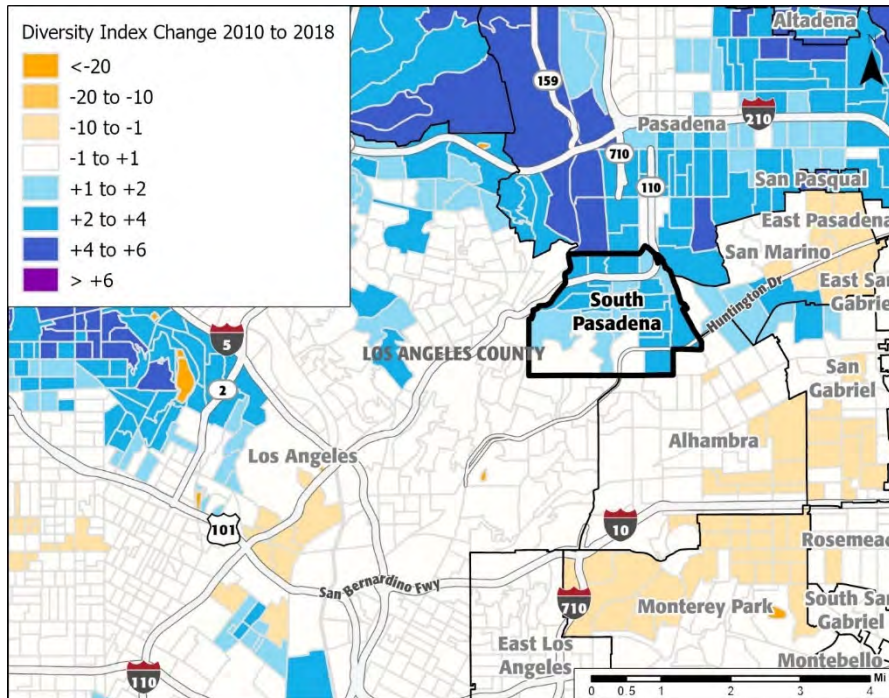 Diversity Index Change 2010 to 2018
<-20
-20 to -10
-10 to -1
-1 to +1
+1 to +2
+2 to +4
+4 to +6
> +6
Altadena
159
Pasadena
210
710
110
San Pasqual
East Pasadena
San Marino
East San
Gabriel
Huntington Dr
South
Pasadena
5
LOS ANGELES COUNTY
2
San
Gabriel
Alhambra
Los Angeles
101
10
Rosemead
San Bernardino Fwy
710
Monterey Park
South San
Gabriel
East Los
Angeles
Montebello
110
0 0.5 1 2 3 4